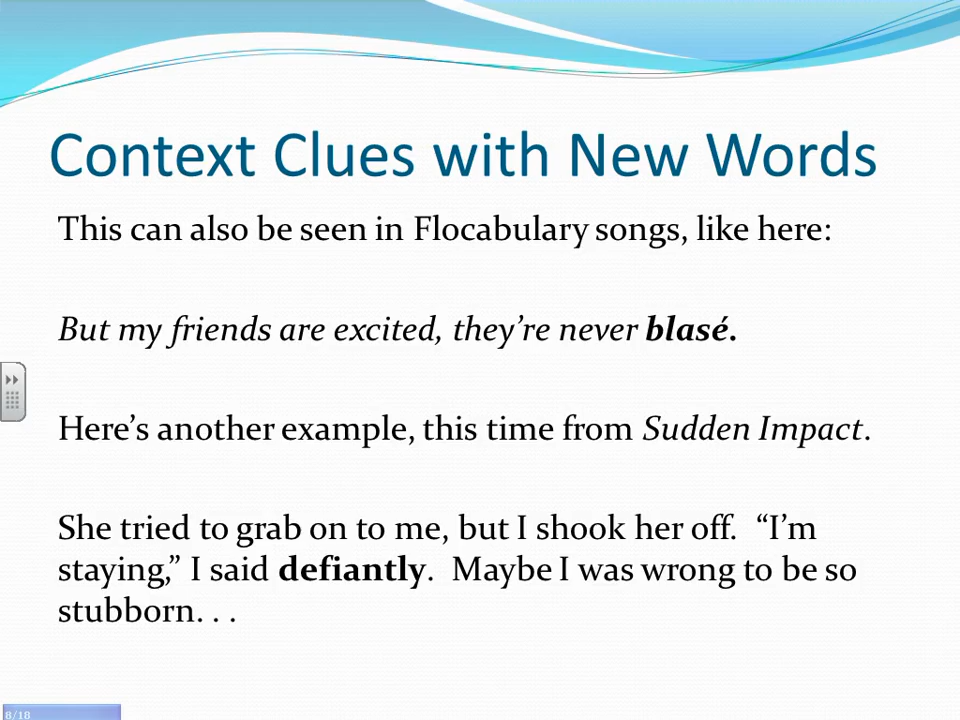 Context Clues with New Words
This can also be seen in Flocabulary songs, like here:
But my friends are excited, they’re never blasé.
Here’s another example, this time from Sudden Impact.
She tried to grab on to me, but I shook her off.  “I’m
staying,” I said defiantly.  Maybe I was wrong to be so
stubborn. . .
8/18